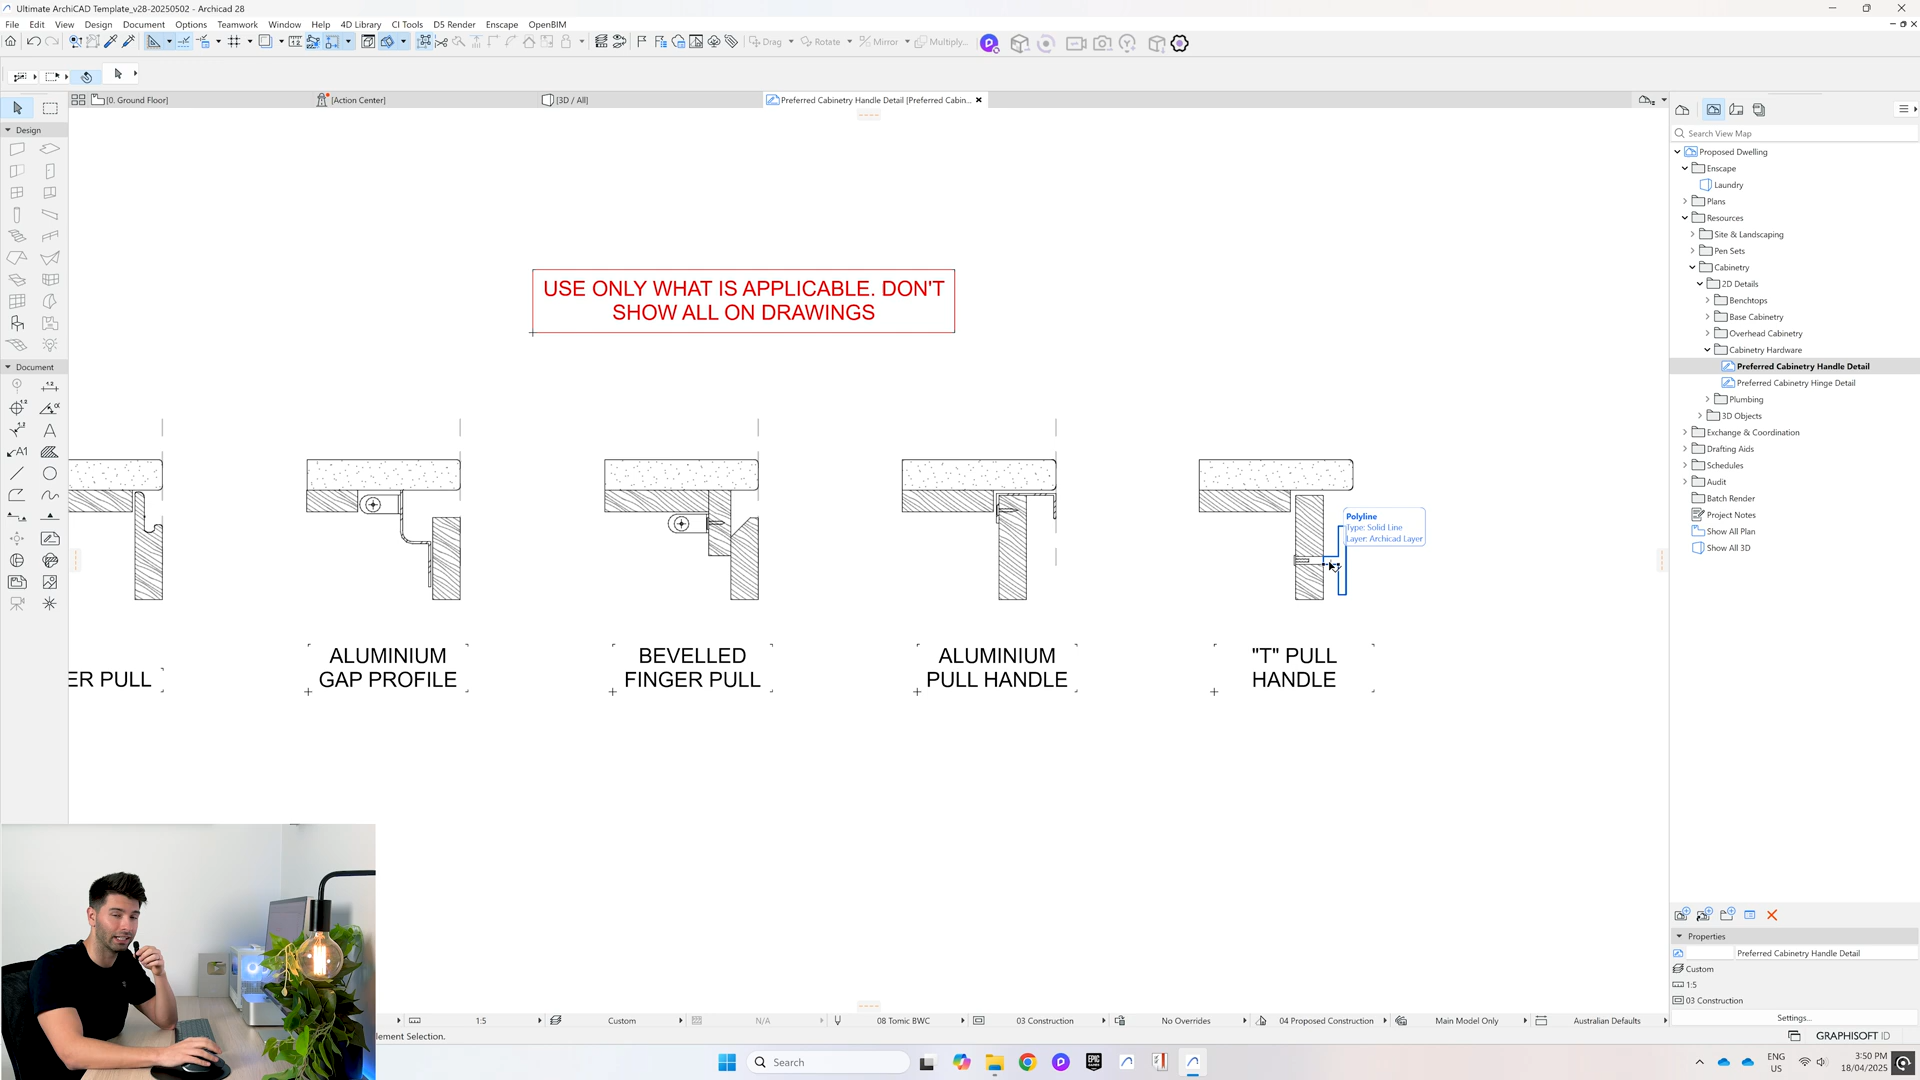 Ultimate ArchiCAD Template_v28-20250502 - Archicad 28
File Edit View Design Document Options Teamwork Window Help 4D Library CI Tools D5 Render Enscape OpenBIM
Drag Rotate Mirror Multiply...
[0. Ground Floor] [Action Center] [3D / All] Preferred Cabinetry Handle Detail [Preferred Cabin...
Design
Document
A1
USE ONLY WHAT IS APPLICABLE. DON'T
SHOW ALL ON DRAWINGS
Polyline
Type: Solid Line
Layer: Archicad Layer
ER PULL
ALUMINIUM
GAP PROFILE
BEVELLED
FINGER PULL
ALUMINIUM
PULL HANDLE
"T" PULL
HANDLE
Search View Map
Proposed Dwelling
Enscape
Laundry
Plans
Resources
Site & Landscaping
Pen Sets
Cabinetry
2D Details
Benchtops
Base Cabinetry
Overhead Cabinetry
Cabinetry Hardware
Preferred Cabinetry Handle Detail
Preferred Cabinetry Hinge Detail
Plumbing
3D Objects
Exchange & Coordination
Drafting Aids
Schedules
Audit
Batch Render
Project Notes
Show All Plan
Show All 3D
Properties
Preferred Cabinetry Handle Detail
Custom
1:5
03 Construction
Settings...
1:5 Custom N/A 08 Tomic BWC 03 Construction No Overrides 04 Proposed Construction Main Model Only Australian Defaults
lement Selection.
GRAPHISOFT ID
Search
EPIC
ENG
US
3:50 PM
18/04/2025